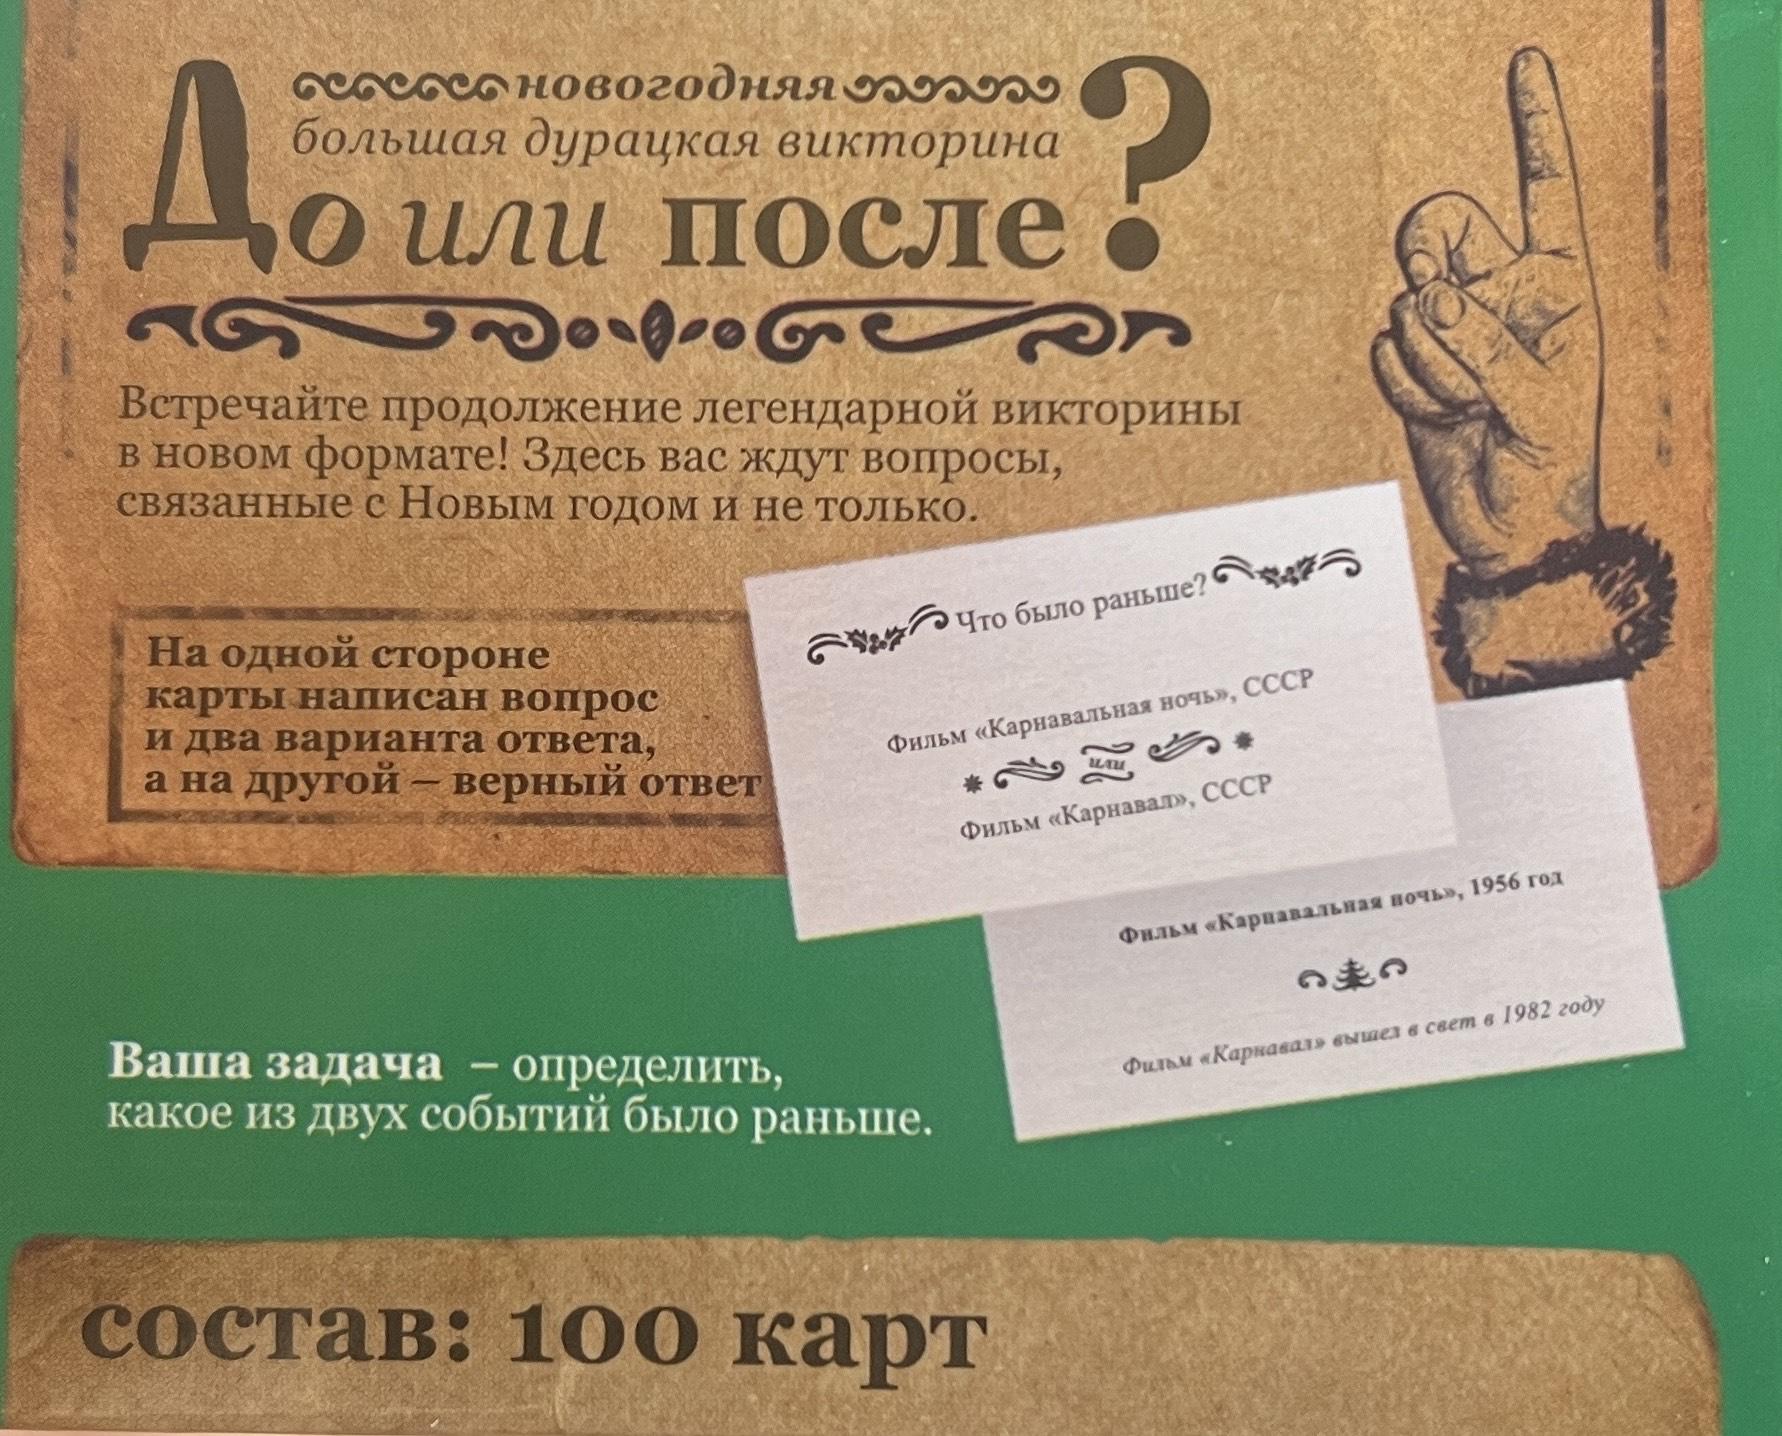 новогодняя
большая дурацкая викторина
До или после?
Встречайте продолжение легендарной викторины
в новом формате! Здесь вас ждут вопросы,
связанные с Новым годом и не только.
На одной стороне
карты написан вопрос
и два варианта ответа,
а на другой – верный ответ
Что было раньше?
Фильм «Карнавальная ночь», СССР
или
Фильм «Карнавал», СССР
Фильм «Карнавальная ночь», 1956 год
Фильм «Карнавал» вышел в свет в 1982 году
Ваша задача – определить,
какое из двух событий было раньше.
состав: 100 карт